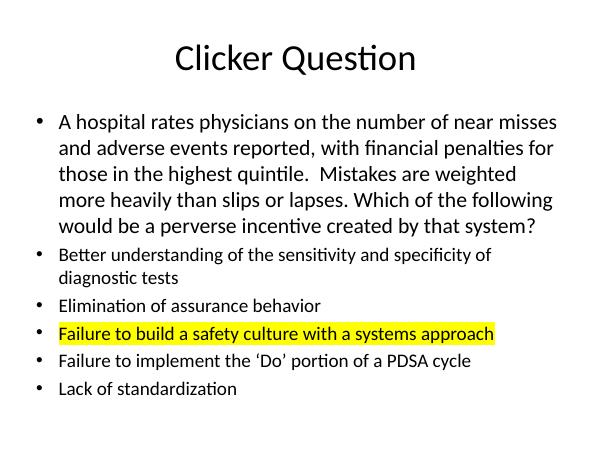 Clicker Question
• A hospital rates physicians on the number of near misses
and adverse events reported, with financial penalties for
those in the highest quintile.  Mistakes are weighted
more heavily than slips or lapses. Which of the following
would be a perverse incentive created by that system?
• Better understanding of the sensitivity and specificity of
diagnostic tests
• Elimination of assurance behavior
• Failure to build a safety culture with a systems approach
• Failure to implement the ‘Do’ portion of a PDSA cycle
• Lack of standardization